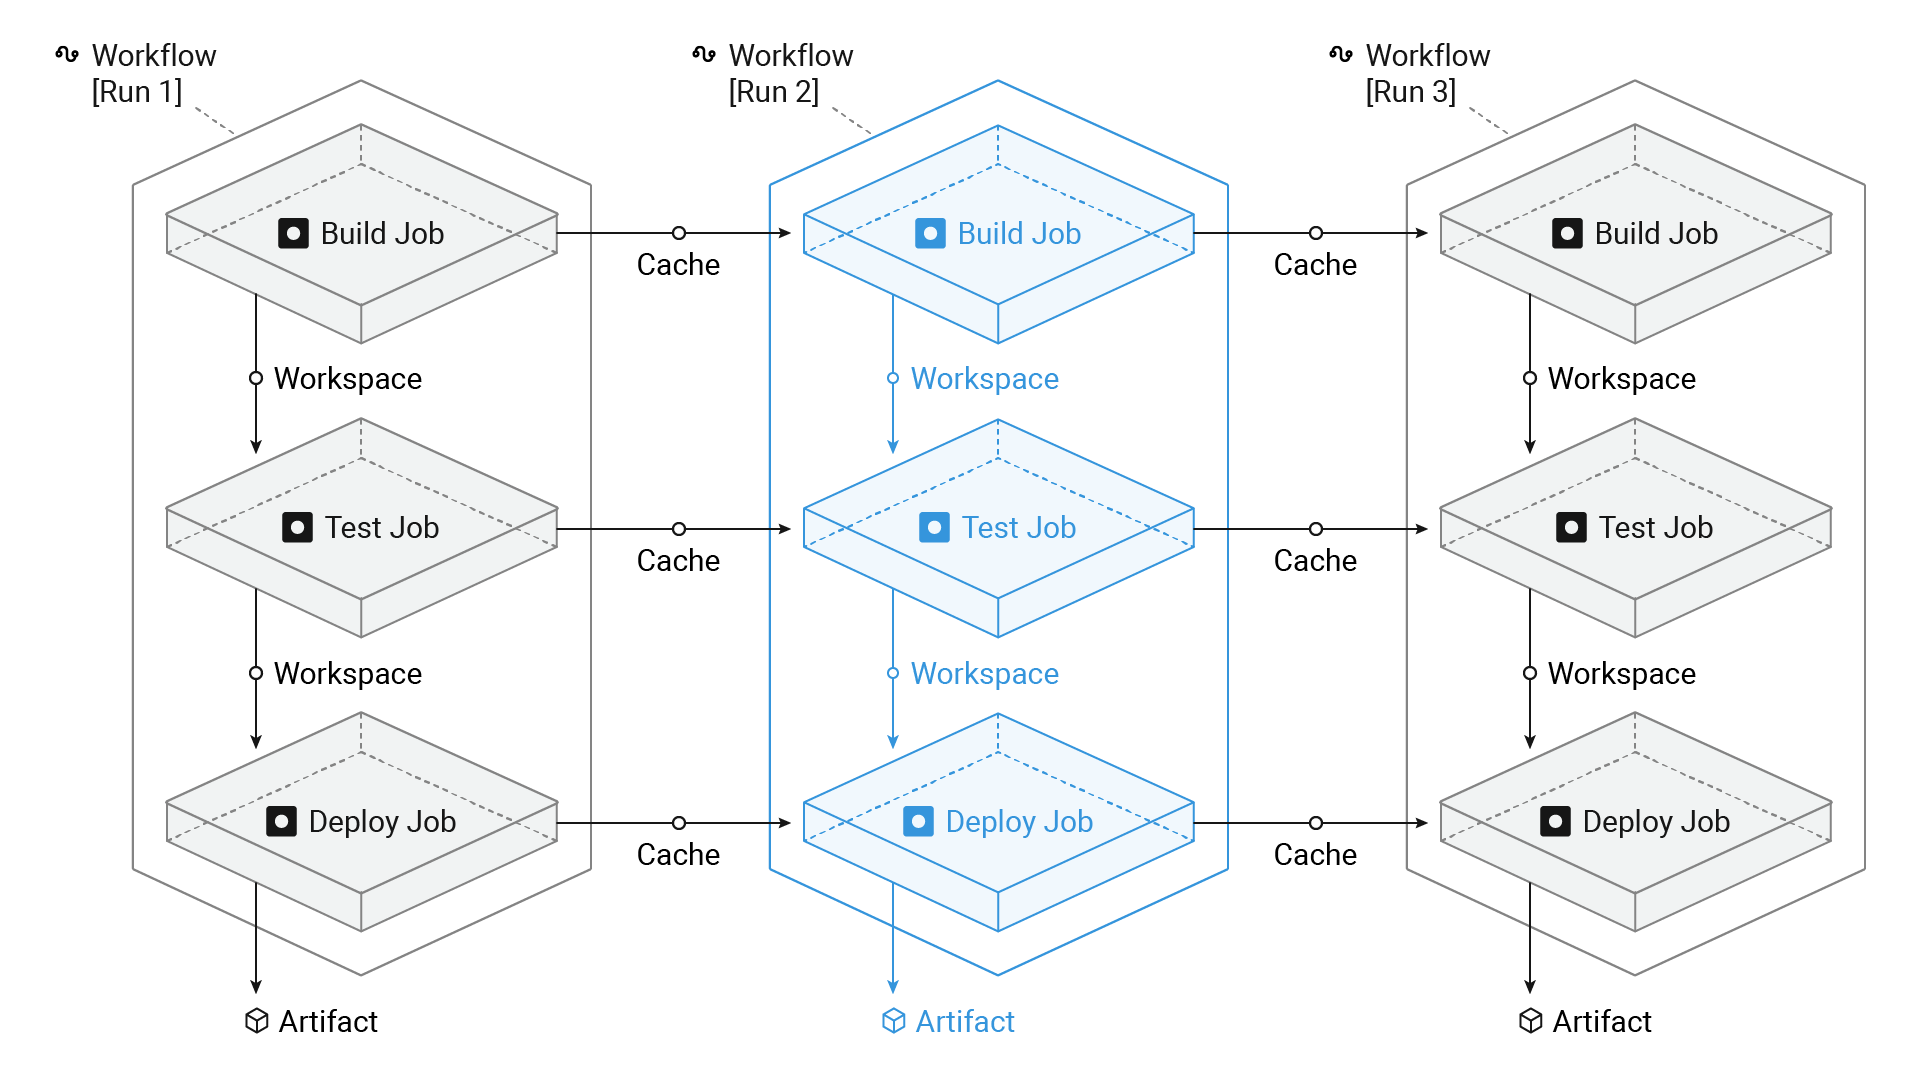 Workflow
[Run 1]
Workflow
[Run 2]
Workflow
[Run 3]
Build Job
Cache
Build Job
Cache
Build Job
Workspace
Workspace
Workspace
Test Job
Cache
Test Job
Cache
Test Job
Workspace
Workspace
Workspace
Deploy Job
Cache
Deploy Job
Cache
Deploy Job
Artifact
Artifact
Artifact